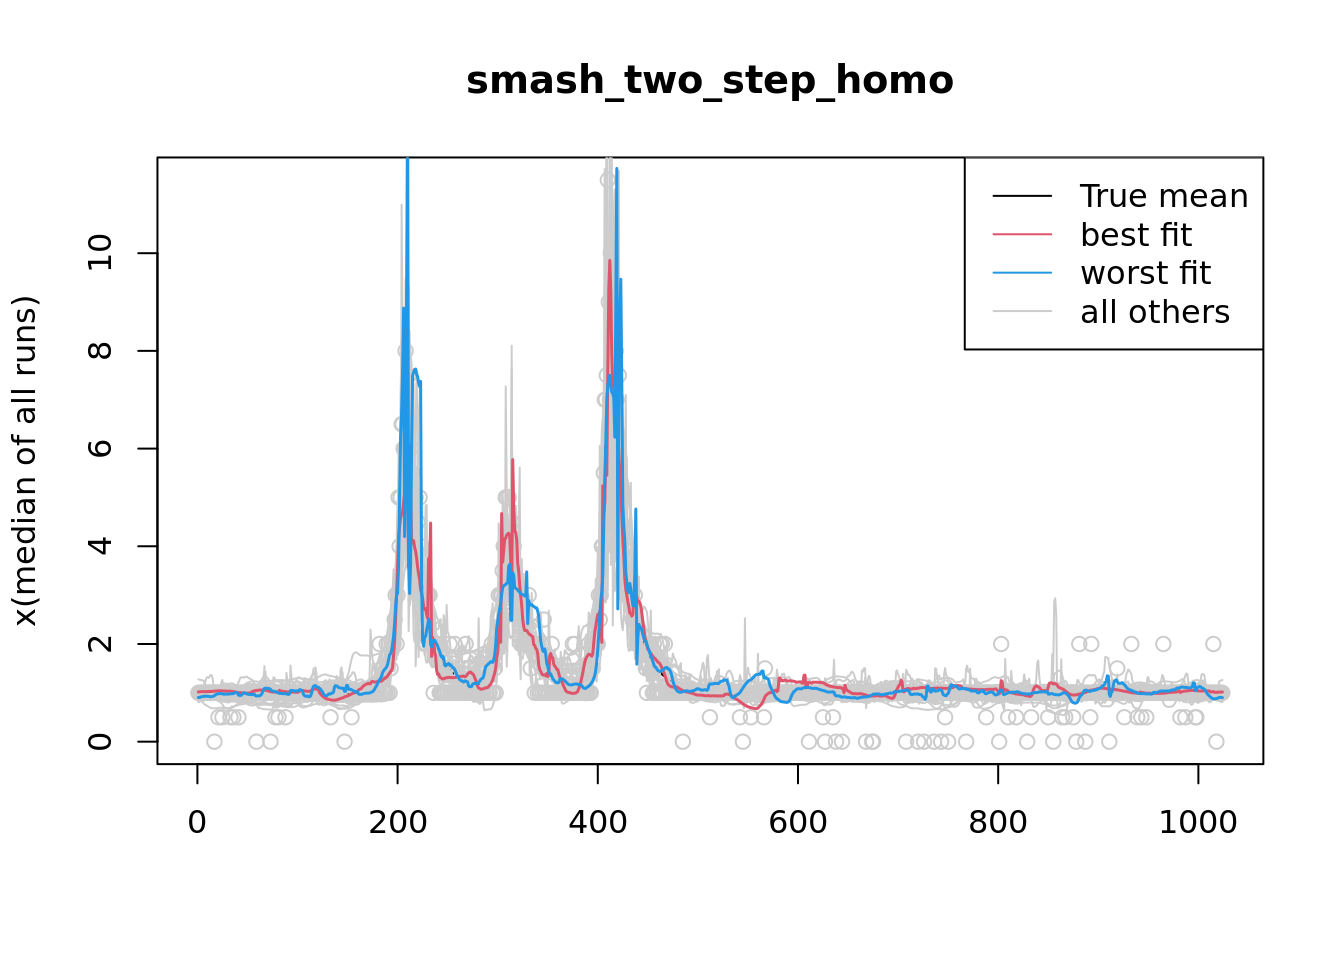 smash_two_step_homo
True mean
best fit
worst fit
all others
x(median of all runs)
10
8
6
4
2
0
0 200 400 600 800 1000